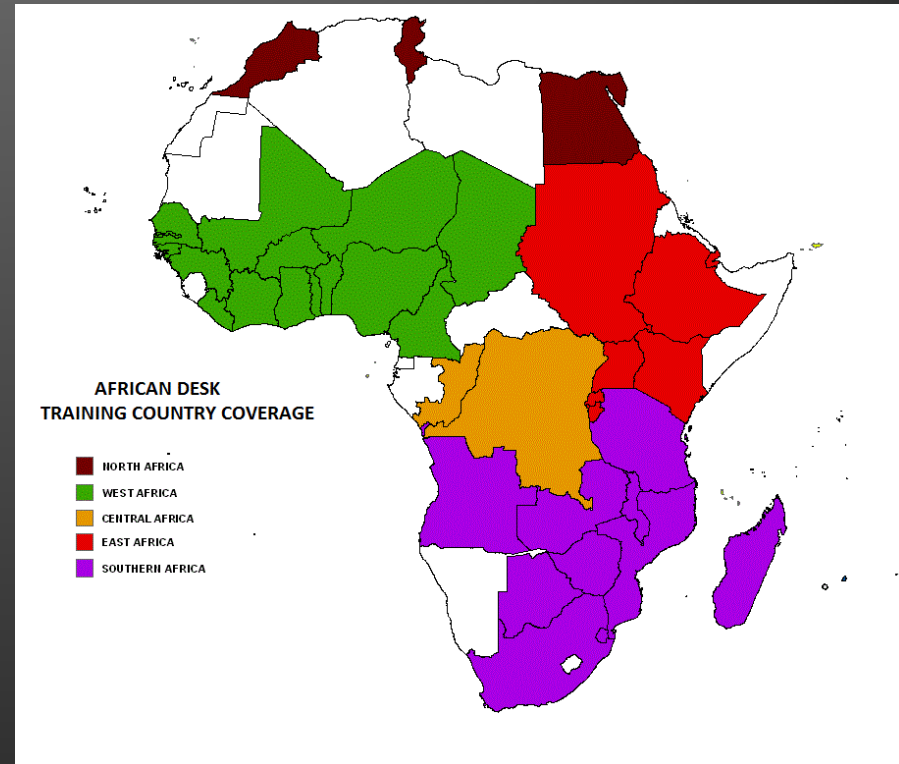 AFRICAN DESK
TRAINING COUNTRY COVERAGE
NORTH AFRICA
WEST AFRICA
CENTRAL AFRICA
EAST AFRICA
SOUTHERN AFRICA